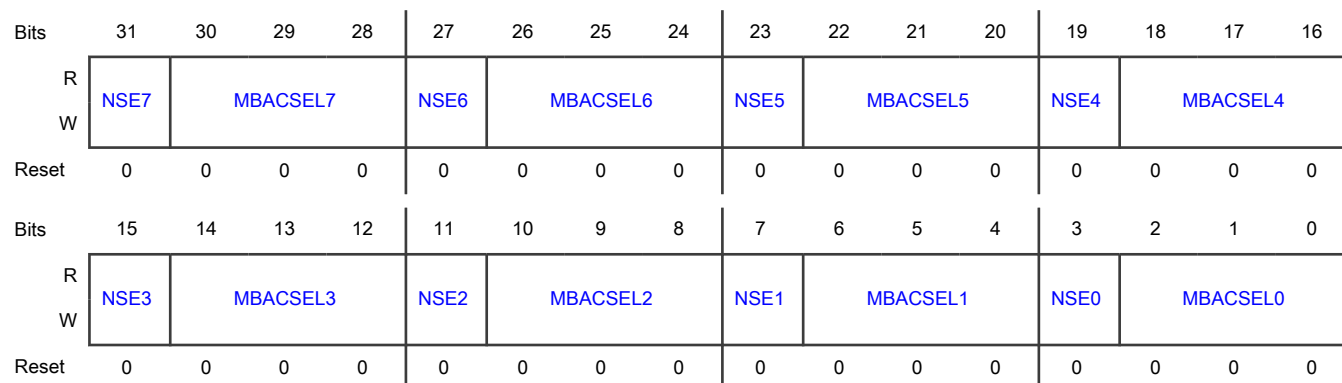 Bits 31 30 29 28 27 26 25 24 23 22 21 20 19 18 17 16
R
NSE7 MBACSEL7 NSE6 MBACSEL6 NSE5 MBACSEL5 NSE4 MBACSEL4
W
Reset 0 0 0 0 0 0 0 0 0 0 0 0 0 0 0 0
Bits 15 14 13 12 11 10 9 8 7 6 5 4 3 2 1 0
R
NSE3 MBACSEL3 NSE2 MBACSEL2 NSE1 MBACSEL1 NSE0 MBACSEL0
W
Reset 0 0 0 0 0 0 0 0 0 0 0 0 0 0 0 0